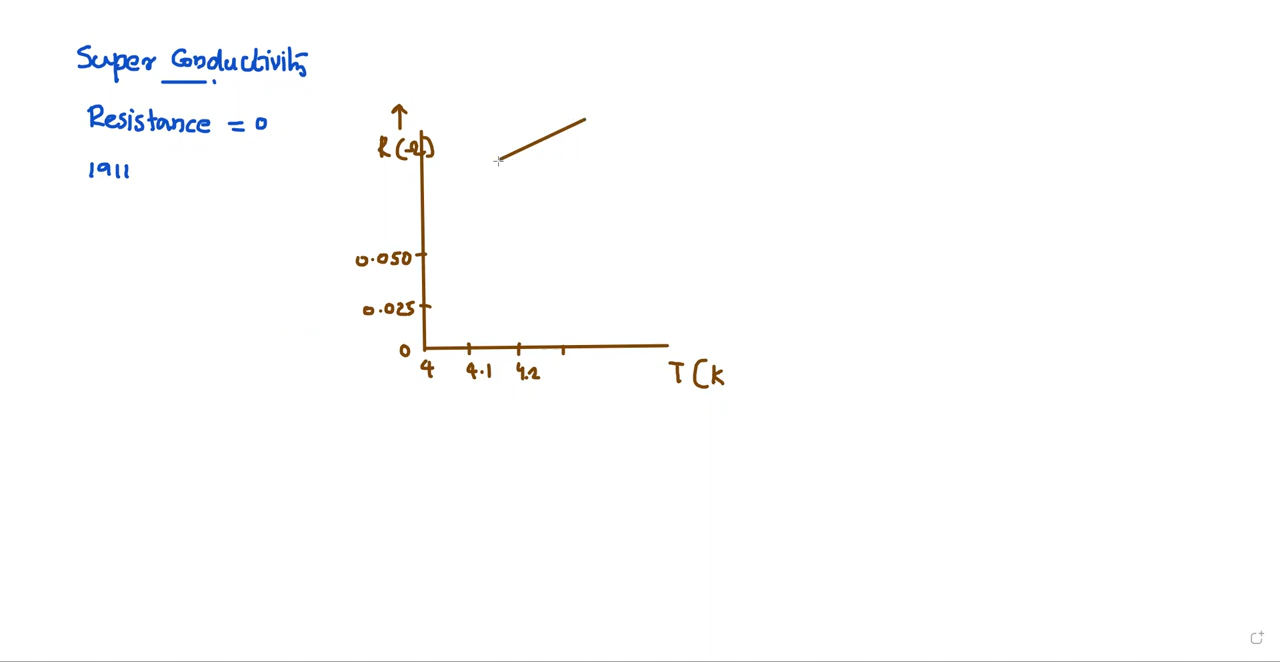 Super Conductivity
Resistance = 0
1911
R(Ω)
0.050
0.025
0
4 4.1 4.2
T (K